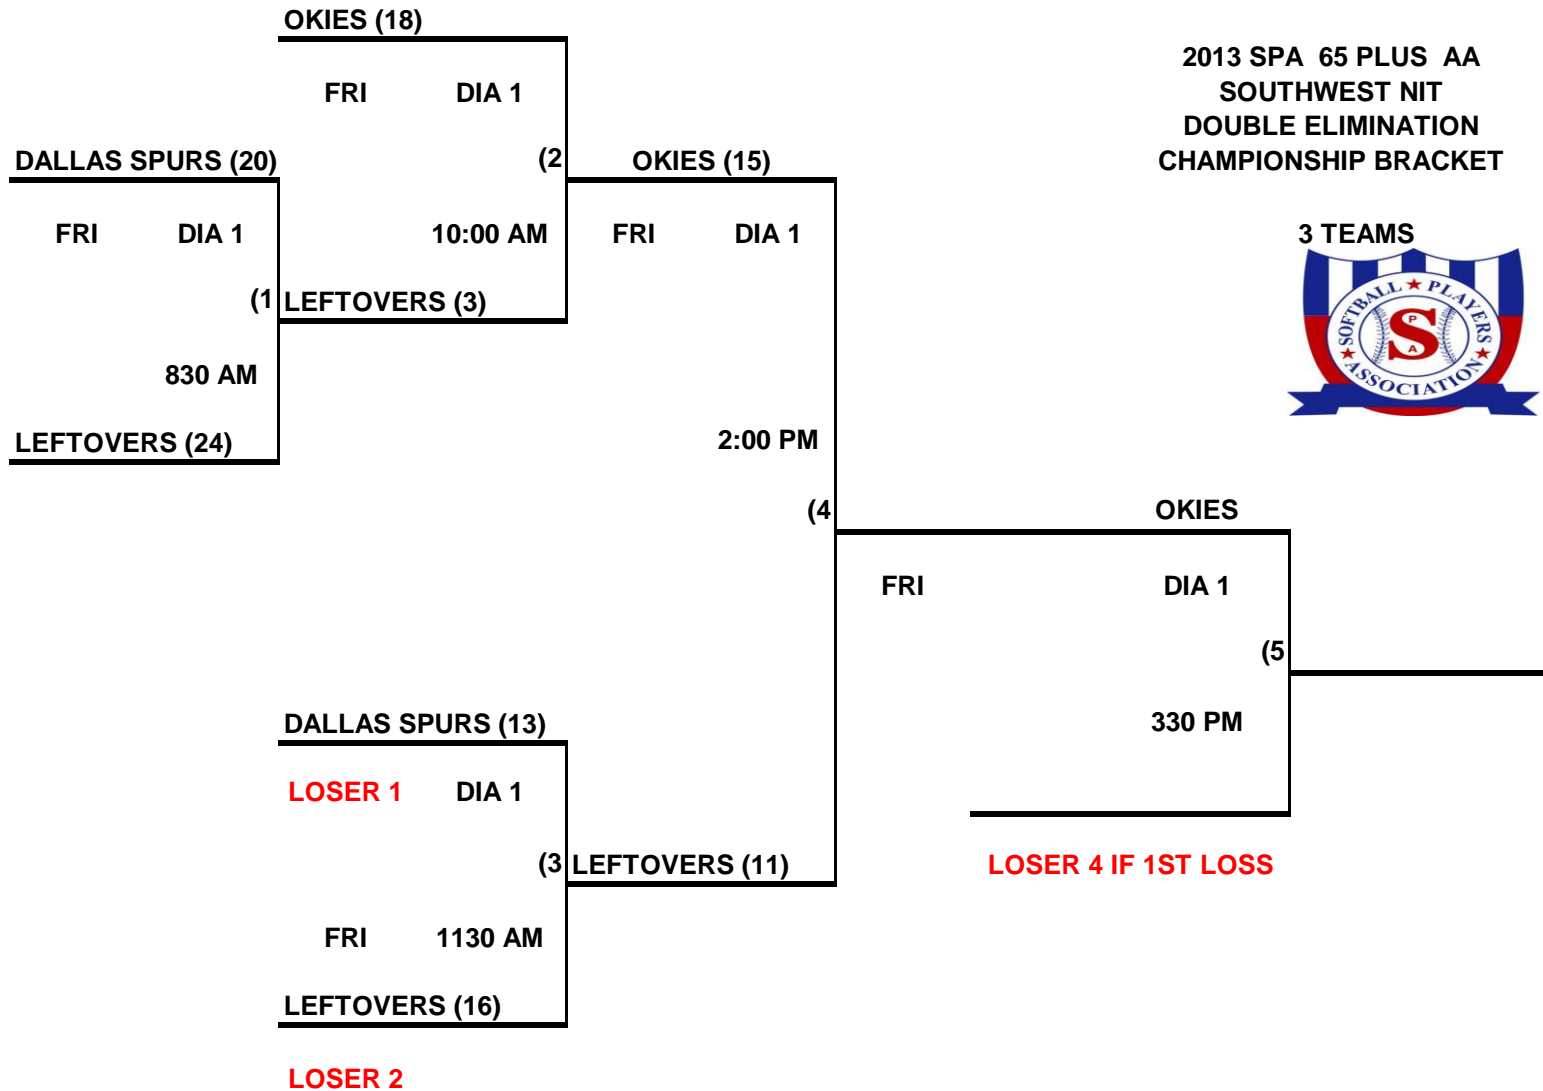 OKIES (18)
2013 SPA 65 PLUS AA
SOUTHWEST NIT
DOUBLE ELIMINATION
CHAMPIONSHIP BRACKET
FRI DIA 1
DALLAS SPURS (20)
(2
OKIES (15)
FRI DIA 1
10:00 AM
FRI DIA 1
3 TEAMS
SOFTBALL ★ PLAYERS ★ ASSOCIATION ★
P
S
A
(1
LEFTOVERS (3)
830 AM
LEFTOVERS (24)
2:00 PM
(4
OKIES
FRI DIA 1
(5
DALLAS SPURS (13)
330 PM
LOSER 1 DIA 1
(3
LEFTOVERS (11)
LOSER 4 IF 1ST LOSS
FRI 1130 AM
LEFTOVERS (16)
LOSER 2